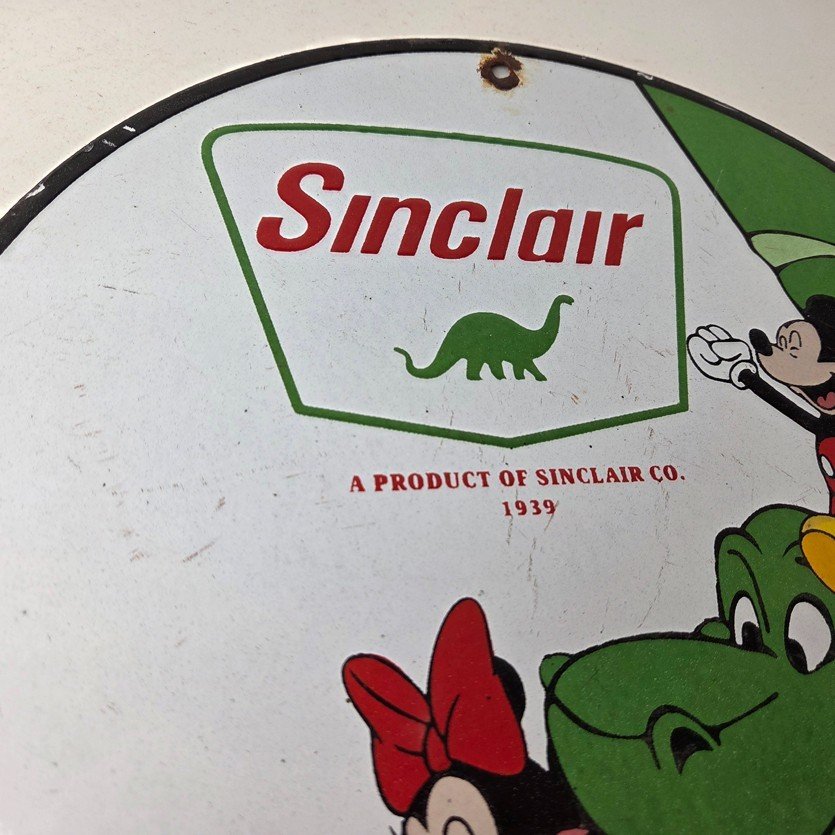 Sinclair
A PRODUCT OF SINCLAIR CO.
1939